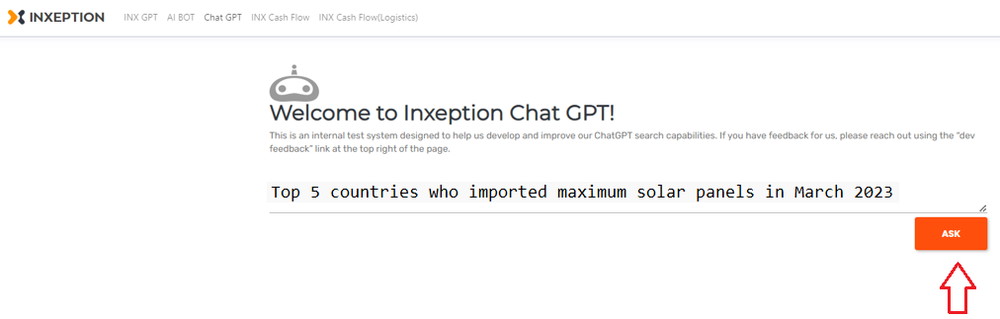 INXEPTION INX GPT AI BOT Chat GPT INX Cash Flow INX Cash Flow(Logistics)
Welcome to Inxeption Chat GPT!
This is an internal test system designed to help us develop and improve our ChatGPT search capabilities. If you have feedback for us, please reach out using the "dev
feedback" link at the top right of the page.
Top 5 countries who imported maximum solar panels in March 2023
ASK